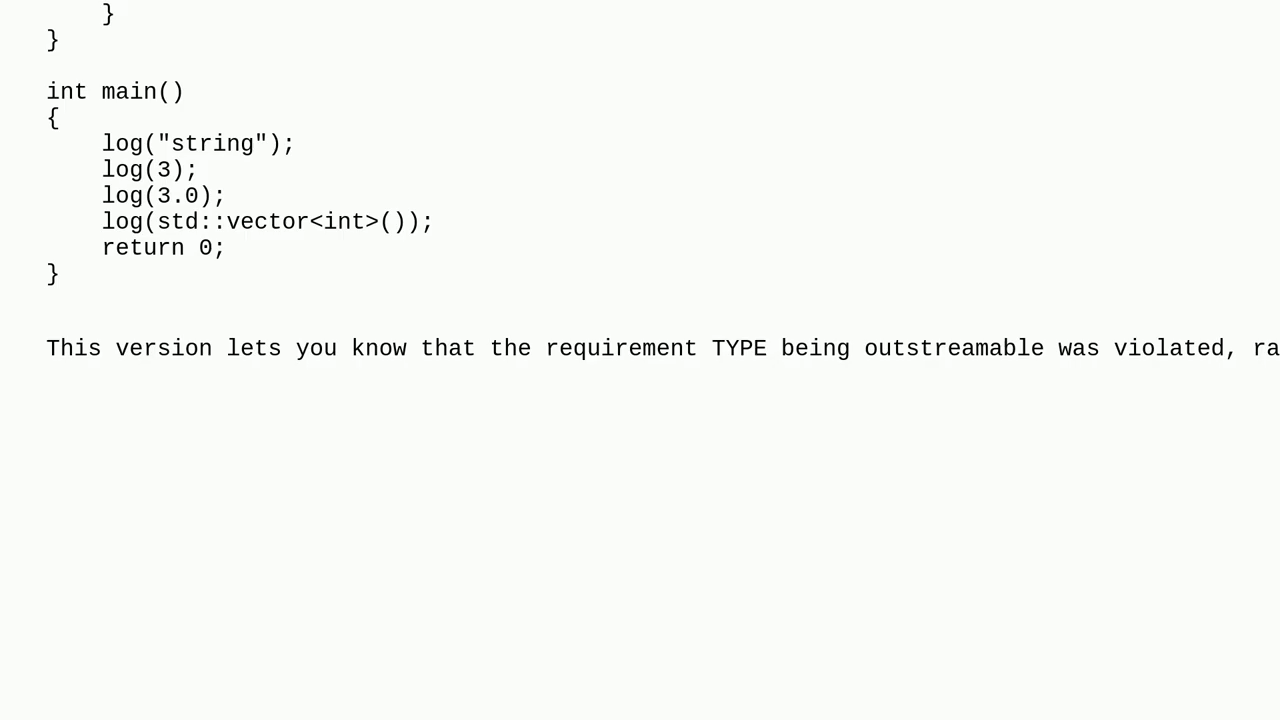 }
}

int main()
{
    log("string");
    log(3);
    log(3.0);
    log(std::vector<int>());
    return 0;
}

This version lets you know that the requirement TYPE being outstreamable was violated, ra